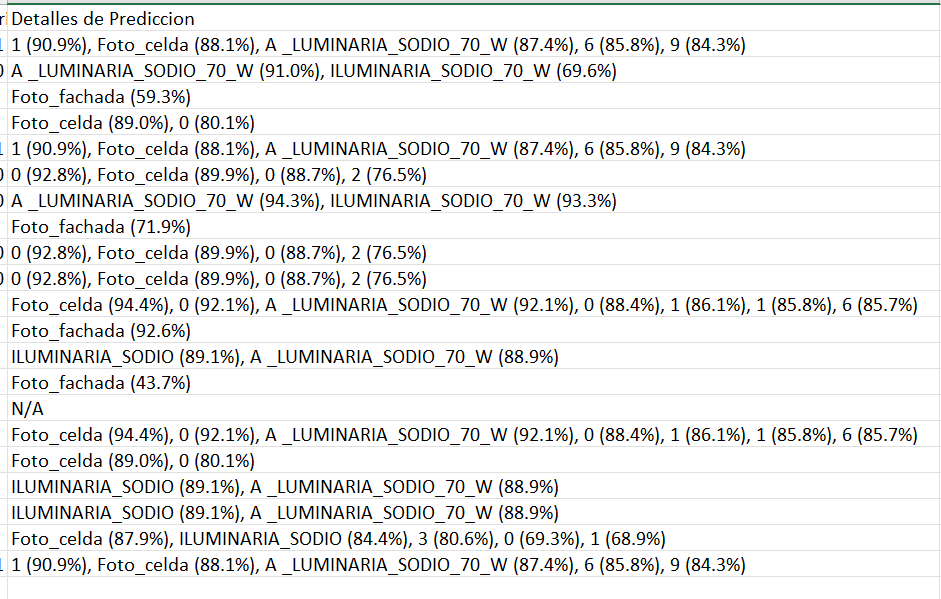 Detalles de Prediccion
1 (90.9%), Foto_celda (88.1%), A _LUMINARIA_SODIO_70_W (87.4%), 6 (85.8%), 9 (84.3%)
A _LUMINARIA_SODIO_70_W (91.0%), ILUMINARIA_SODIO_70_W (69.6%)
Foto_fachada (59.3%)
Foto_celda (89.0%), 0 (80.1%)
1 (90.9%), Foto_celda (88.1%), A _LUMINARIA_SODIO_70_W (87.4%), 6 (85.8%), 9 (84.3%)
0 (92.8%), Foto_celda (89.9%), 0 (88.7%), 2 (76.5%)
A _LUMINARIA_SODIO_70_W (94.3%), ILUMINARIA_SODIO_70_W (93.3%)
Foto_fachada (71.9%)
0 (92.8%), Foto_celda (89.9%), 0 (88.7%), 2 (76.5%)
0 (92.8%), Foto_celda (89.9%), 0 (88.7%), 2 (76.5%)
Foto_celda (94.4%), 0 (92.1%), A _LUMINARIA_SODIO_70_W (92.1%), 0 (88.4%), 1 (86.1%), 1 (85.8%), 6 (85.7%)
Foto_fachada (92.6%)
ILUMINARIA_SODIO (89.1%), A _LUMINARIA_SODIO_70_W (88.9%)
Foto_fachada (43.7%)
N/A
Foto_celda (94.4%), 0 (92.1%), A _LUMINARIA_SODIO_70_W (92.1%), 0 (88.4%), 1 (86.1%), 1 (85.8%), 6 (85.7%)
Foto_celda (89.0%), 0 (80.1%)
ILUMINARIA_SODIO (89.1%), A _LUMINARIA_SODIO_70_W (88.9%)
ILUMINARIA_SODIO (89.1%), A _LUMINARIA_SODIO_70_W (88.9%)
Foto_celda (87.9%), ILUMINARIA_SODIO (84.4%), 3 (80.6%), 0 (69.3%), 1 (68.9%)
1 (90.9%), Foto_celda (88.1%), A _LUMINARIA_SODIO_70_W (87.4%), 6 (85.8%), 9 (84.3%)